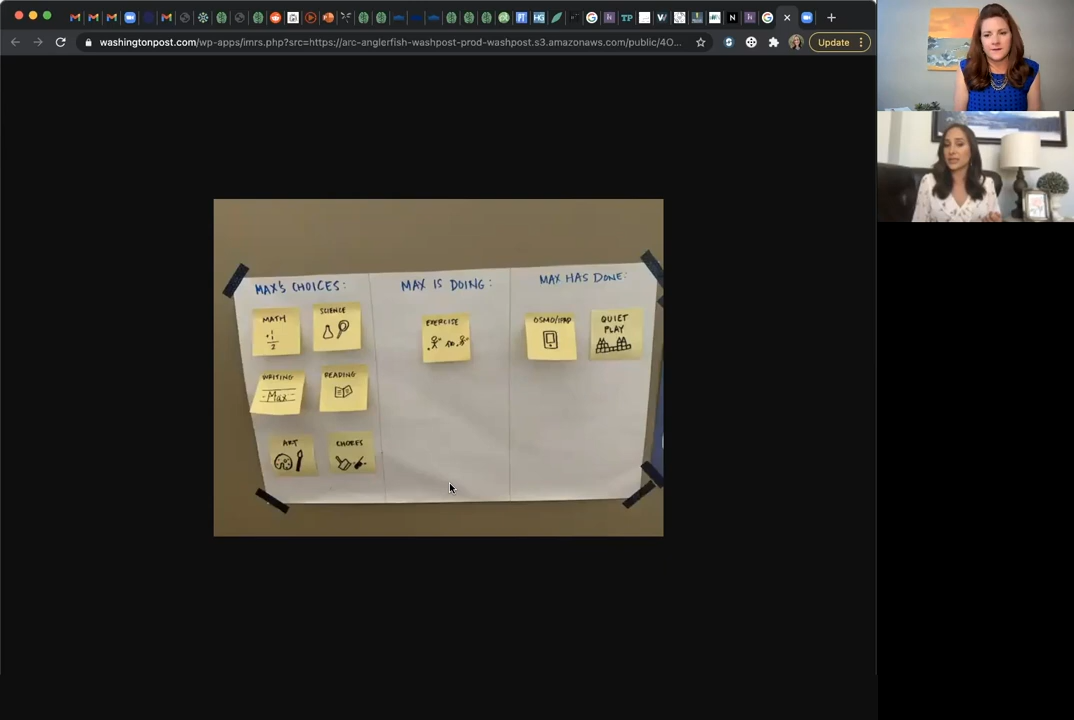 washingtonpost.com/wp-apps/imrs.php?src=https://arc-anglerfish-washpost-prod-washpost.s3.amazonaws.com/public/4O...
Update
MAX'S CHOICES:
MAX IS DOING:
MAX HAS DONE:
MATH
+1
2
SCIENCE
EXERCISE
OSMO/IPAD
QUIET
PLAY
WRITING
Max
READING
ART
CHORES